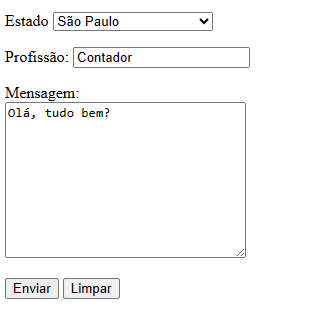 Estado São Paulo
Profissão: Contador
Mensagem:
Olá, tudo bem?
Enviar Limpar